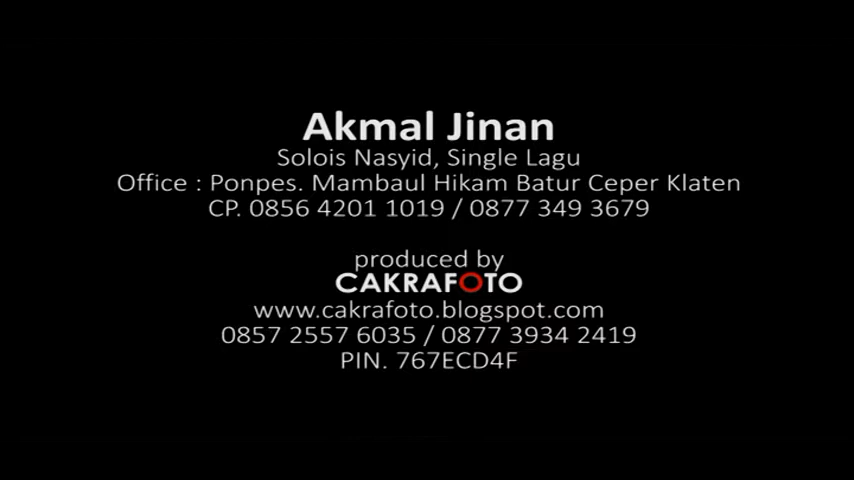 Akmal Jinan
Solois Nasyid, Single Lagu
Office : Ponpes. Mambaul Hikam Batur Ceper Klaten
CP. 0856 4201 1019 / 0877 349 3679
produced by
CAKRAFOTO
www.cakrafoto.blogspot.com
0857 2557 6035 / 0877 3934 2419
PIN. 767ECD4F